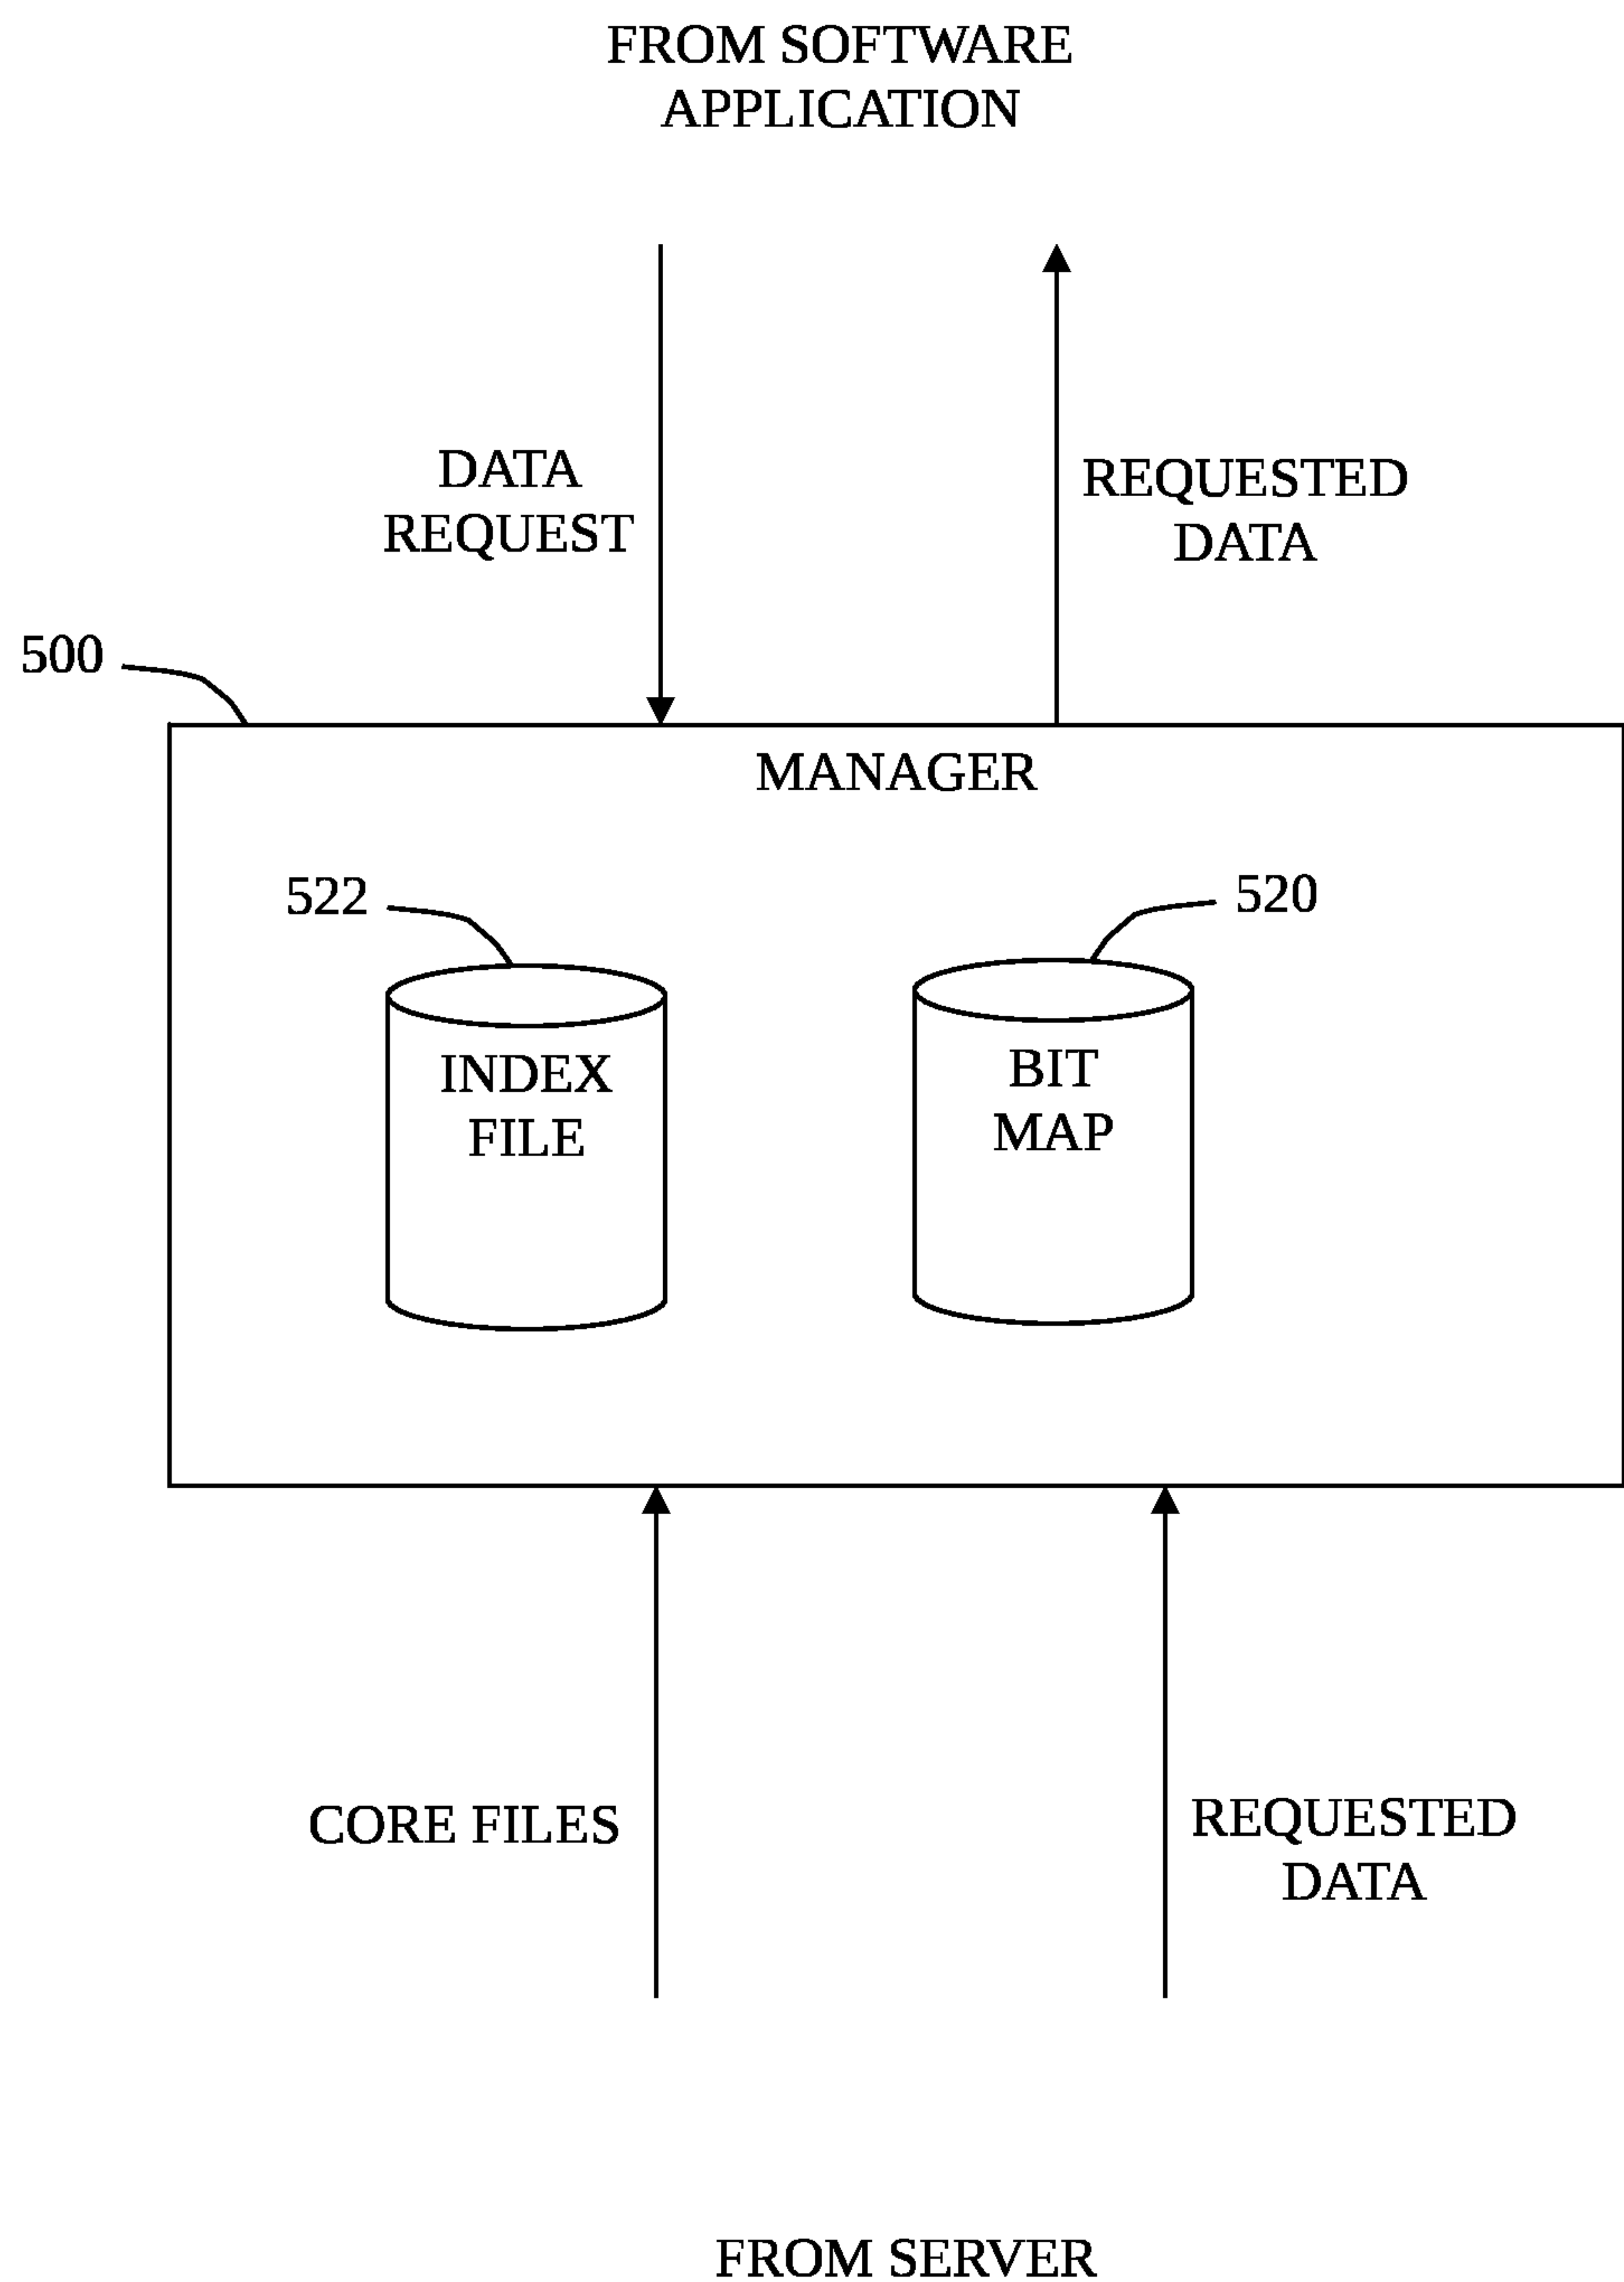 FROM SOFTWARE
APPLICATION
DATA
REQUEST
REQUESTED
DATA
500
MANAGER
522
520
INDEX
FILE
BIT
MAP
CORE FILES
REQUESTED
DATA
FROM SERVER